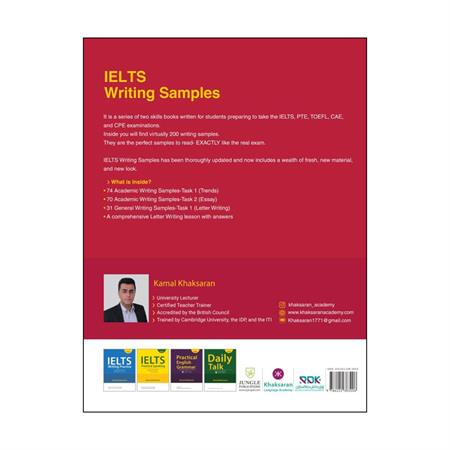 IELTS
Writing Samples
It is a series of two skills books written for students preparing to take the IELTS, PTE, TOEFL, CAE,
and CPE examinations.
Inside you will find virtually 200 writing samples.
They are the perfect samples to read- EXACTLY like the real exam.
IELTS Writing Samples has been thoroughly updated and now includes a wealth of fresh, new material,
and new look.
> What is Inside?
• 74 Academic Writing Samples-Task 1 (Trends)
• 70 Academic Writing Samples-Task 2 (Essay)
• 31 General Writing Samples-Task 1 (Letter Writing)
• A comprehensive Letter Writing lesson with answers
Kamal Khaksaran
> University Lecturer
> Certified Teacher Trainer
> Accredited by the British Council
> Trained by Cambridge University, the IDP, and the ITI
khaksaran_academy
www.khaksaranacademy.com
Khaksaran1771@gmail.com
IELTS
Writing Practice
IELTS
Practice Speaking
Practical
English
Grammar
Daily
Talk
JUNGLE
PUBLICATIONS
Khaksaran
Language Academy